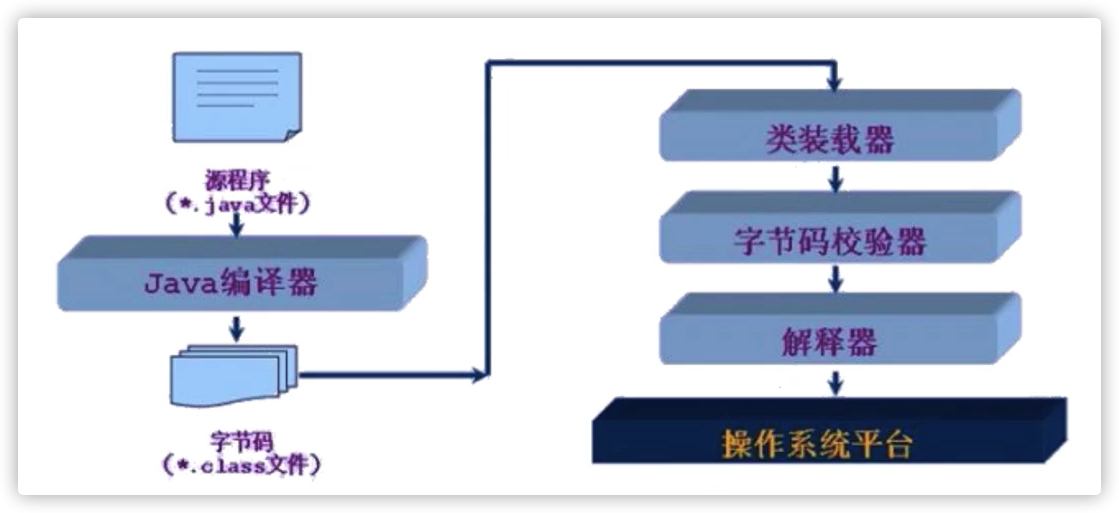 源程序
(*.java文件)
Java编译器
字节码
(*.class文件)
类装载器
字节码校验器
解释器
操作系统平台